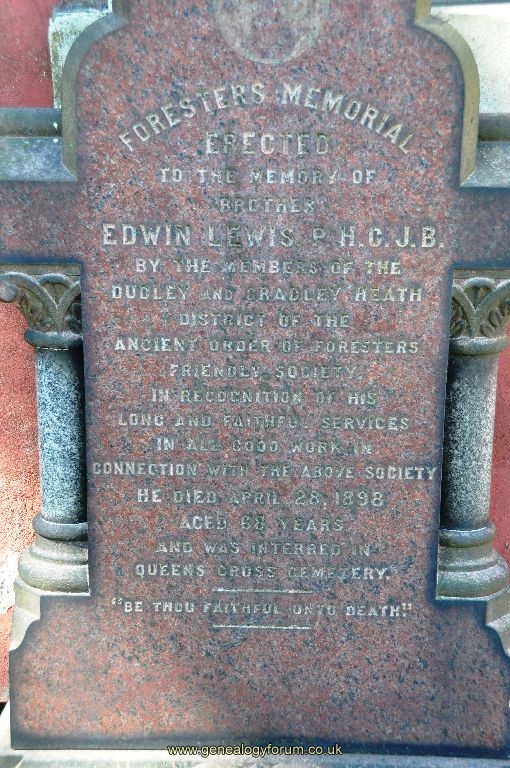 FORESTERS MEMORIAL
ERECTED
TO THE MEMORY OF
BROTHER
EDWIN LEWIS P.H.C.J.B.
BY THE MEMBERS OF THE
DUDLEY AND CRADLEY HEATH
DISTRICT OF THE
ANCIENT ORDER OF FORESTERS
FRIENDLY SOCIETY,
IN RECOGNITION OF HIS
LONG AND FAITHFUL SERVICES
IN ALL GOOD WORK IN
CONNECTION WITH THE ABOVE SOCIETY
HE DIED APRIL 28, 1898
AGED 68 YEARS
AND WAS INTERRED IN
QUEENS CROSS CEMETERY.
"BE THOU FAITHFUL UNTO DEATH."
www.genealogyforum.co.uk